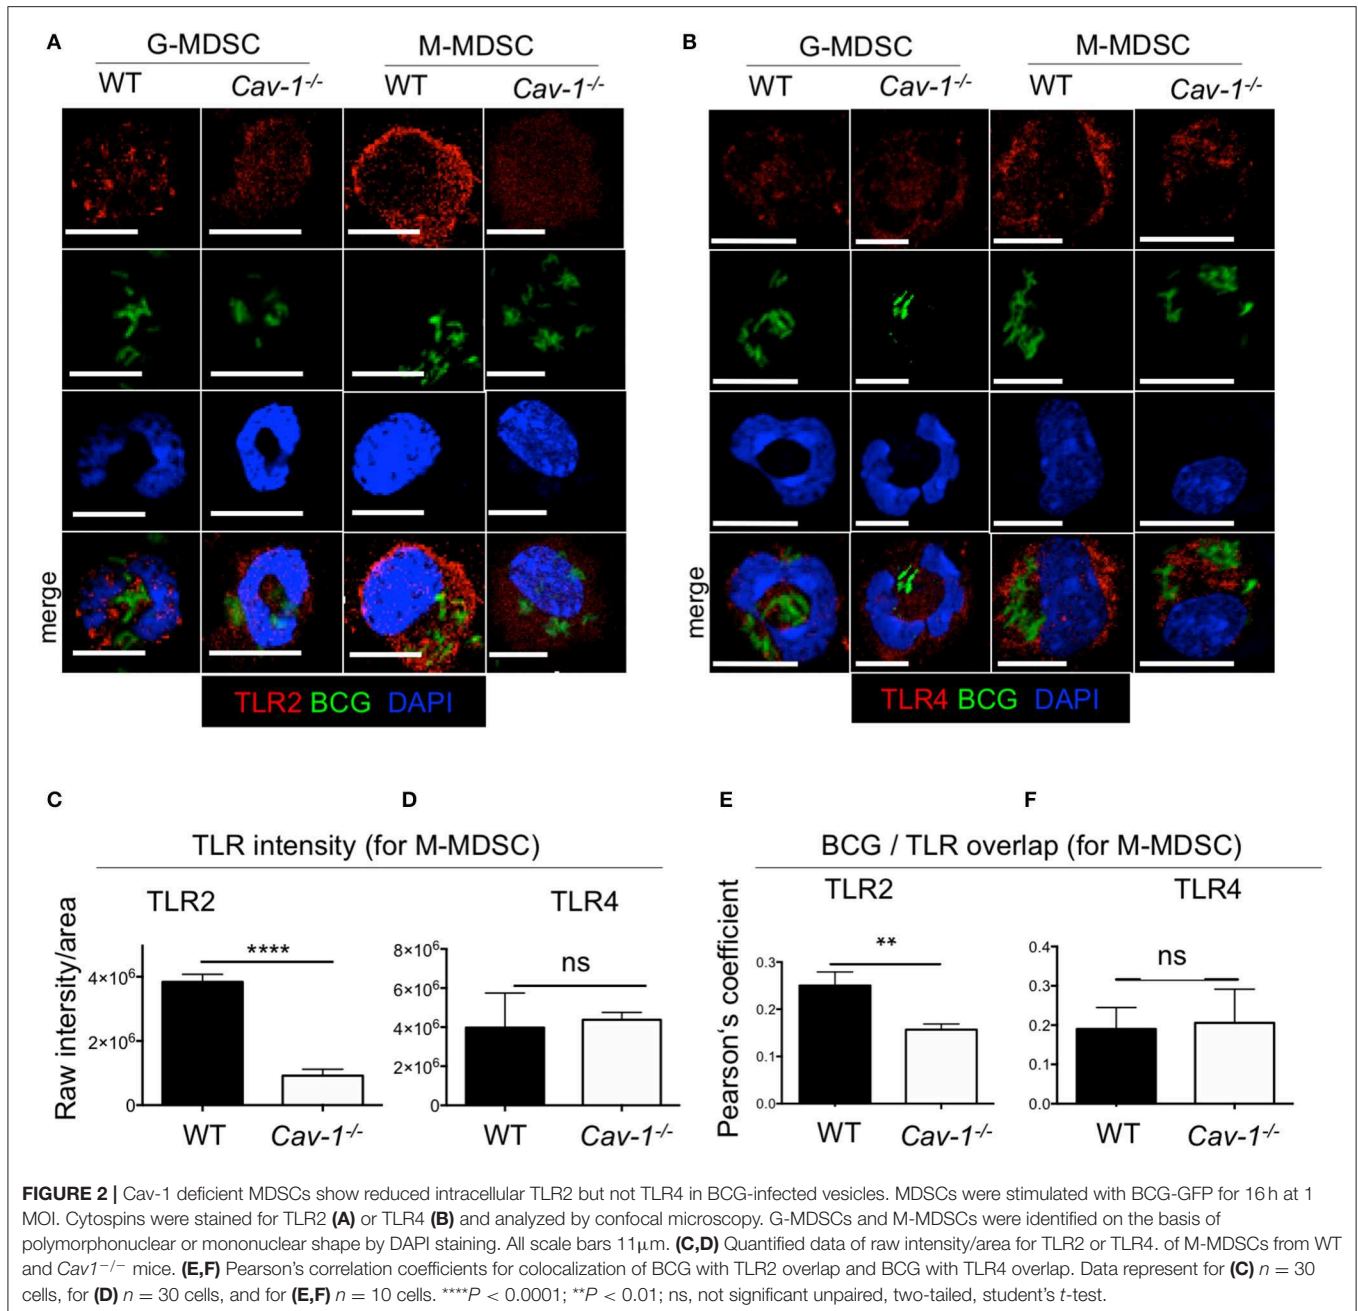 A
G-MDSC M-MDSC
WT Cav-1-/- WT Cav-1-/-
merge
TLR2 BCG DAPI
B
G-MDSC M-MDSC
WT Cav-1-/- WT Cav-1-/-
merge
TLR4 BCG DAPI
C D
TLR intensity (for M-MDSC)
TLR2 TLR4
Raw intensity/area
4×10⁶
2×10⁶
0
****
WT Cav-1-/-
8×10⁶
6×10⁶
4×10⁶
2×10⁶
0
ns
WT Cav-1-/-
E F
BCG / TLR overlap (for M-MDSC)
TLR2 TLR4
Pearson's coefficient
0.3
0.2
0.1
0.0
**
WT Cav-1-/-
0.4
0.3
0.2
0.1
0.0
ns
WT Cav-1-/-
FIGURE 2 | Cav-1 deficient MDSCs show reduced intracellular TLR2 but not TLR4 in BCG-infected vesicles. MDSCs were stimulated with BCG-GFP for 16 h at 1
MOI. Cytospins were stained for TLR2 (A) or TLR4 (B) and analyzed by confocal microscopy. G-MDSCs and M-MDSCs were identified on the basis of
polymorphonuclear or mononuclear shape by DAPI staining. All scale bars 11μm. (C,D) Quantified data of raw intensity/area for TLR2 or TLR4. of M-MDSCs from WT
and Cav1−/− mice. (E,F) Pearson's correlation coefficients for colocalization of BCG with TLR2 overlap and BCG with TLR4 overlap. Data represent for (C) n = 30
cells, for (D) n = 30 cells, and for (E,F) n = 10 cells. ****P < 0.0001; **P < 0.01; ns, not significant unpaired, two-tailed, student's t-test.